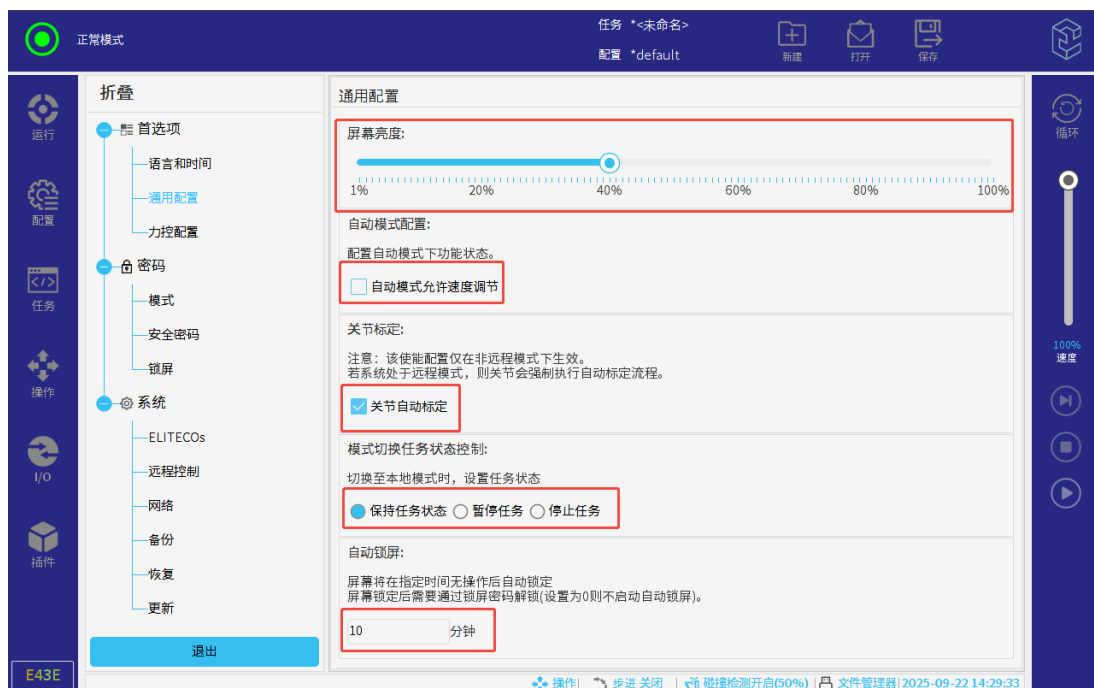 正常模式
任务 *<未命名>
配置 *default
新建
打开
保存
运行
配置
任务
操作
I/O
插件
E43E
折叠
首选项
语言和时间
通用配置
力控配置
密码
模式
安全密码
锁屏
系统
ELITECOs
远程控制
网络
备份
恢复
更新
退出
通用配置
屏幕亮度:
1% 20% 40% 60% 80% 100%
自动模式配置:
配置自动模式下功能状态。
自动模式允许速度调节
关节标定:
注意: 该使能配置仅在非远程模式下生效。
若系统处于远程模式, 则关节会强制执行自动标定流程。
关节自动标定
模式切换任务状态控制:
切换至本地模式时, 设置任务状态
保持任务状态 暂停任务 停止任务
自动锁屏:
屏幕将在指定时间无操作后自动锁定
屏幕锁定后需要通过锁屏密码解锁(设置为0则不启动自动锁屏)。
10 分钟
循环
100%
速度
操作| 步进 关闭 | 碰撞检测开启(50%) | 文件管理器|2025-09-22 14:29:33